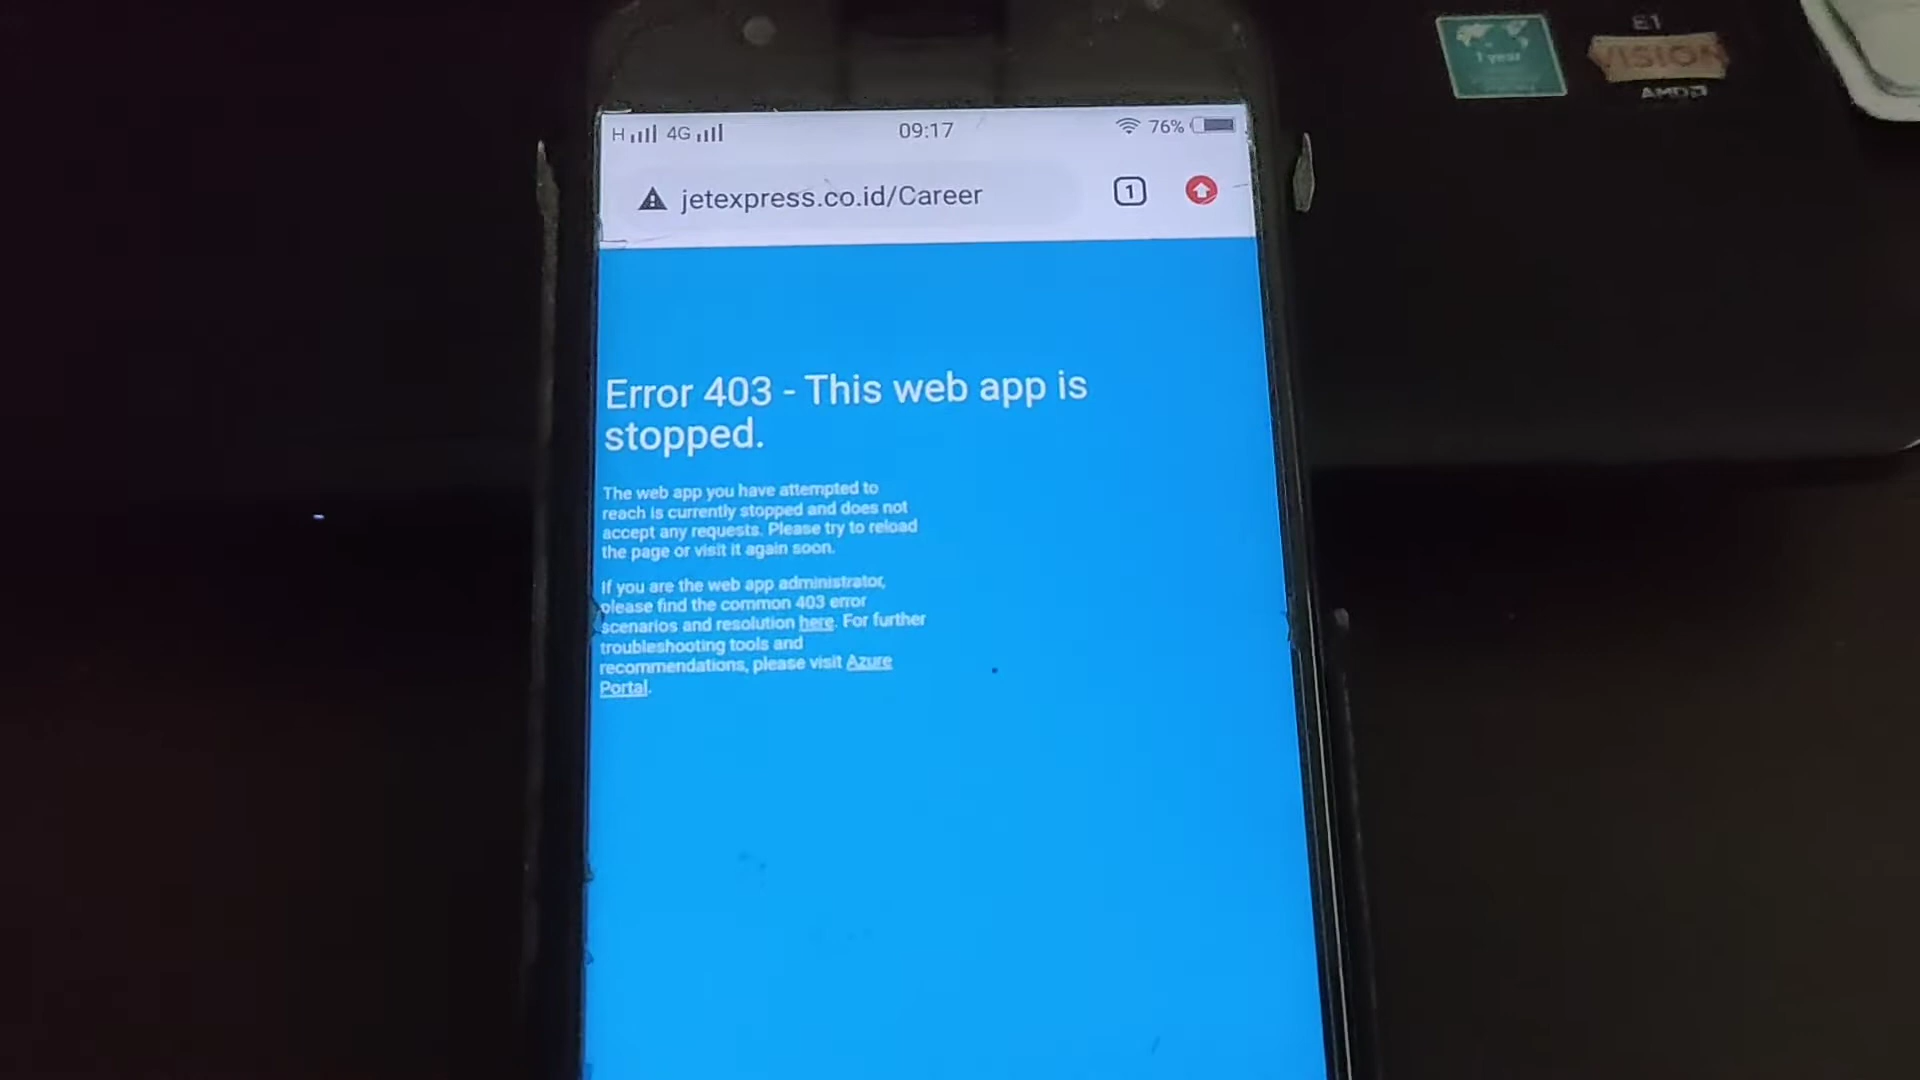 E1
1 year
VISION
AMD
H 4G 09:17 76%
jetexpress.co.id/Career 1
Error 403 - This web app is
stopped.
The web app you have attempted to
reach is currently stopped and does not
accept any requests. Please try to reload
the page or visit it again soon.
If you are the web app administrator,
please find the common 403 error
scenarios and resolution here. For further
troubleshooting tools and
recommendations, please visit Azure
Portal.